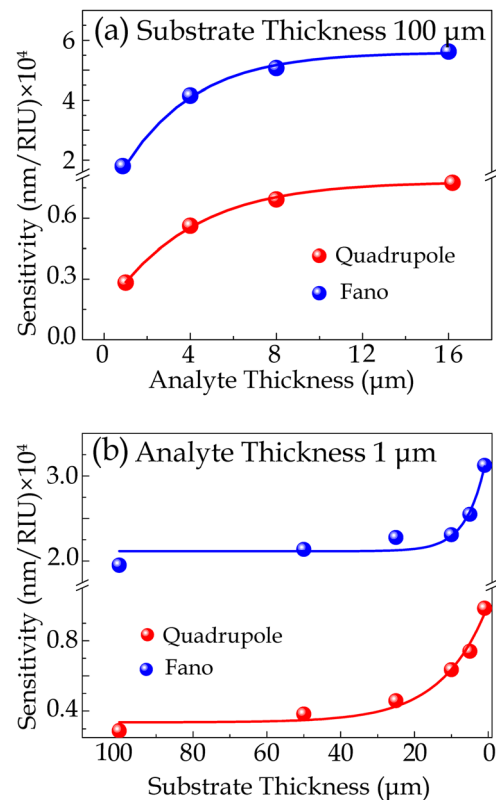 (a) Substrate Thickness 100 μm
Sensitivity (nm/RIU)×10⁴
6
4
2
0.6
0.3
0.0
Quadrupole
Fano
0 4 8 12 16
Analyte Thickness (μm)
(b) Analyte Thickness 1 μm
Sensitivity (nm/RIU)×10⁴
3.0
2.0
0.8
0.4
Quadrupole
Fano
100 80 60 40 20 0
Substrate Thickness (μm)